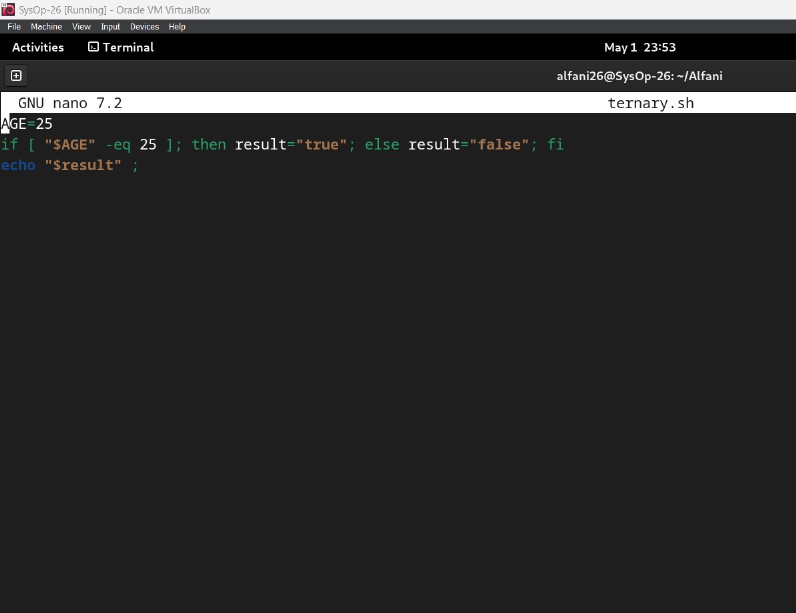 SysOp-26 [Running] - Oracle VM VirtualBox
File Machine View Input Devices Help
Activities Terminal May 1 23:53
alfani26@SysOp-26: ~/Alfani
GNU nano 7.2 ternary.sh
AGE=25
if [ "$AGE" -eq 25 ]; then result="true"; else result="false"; fi
echo "$result" ;